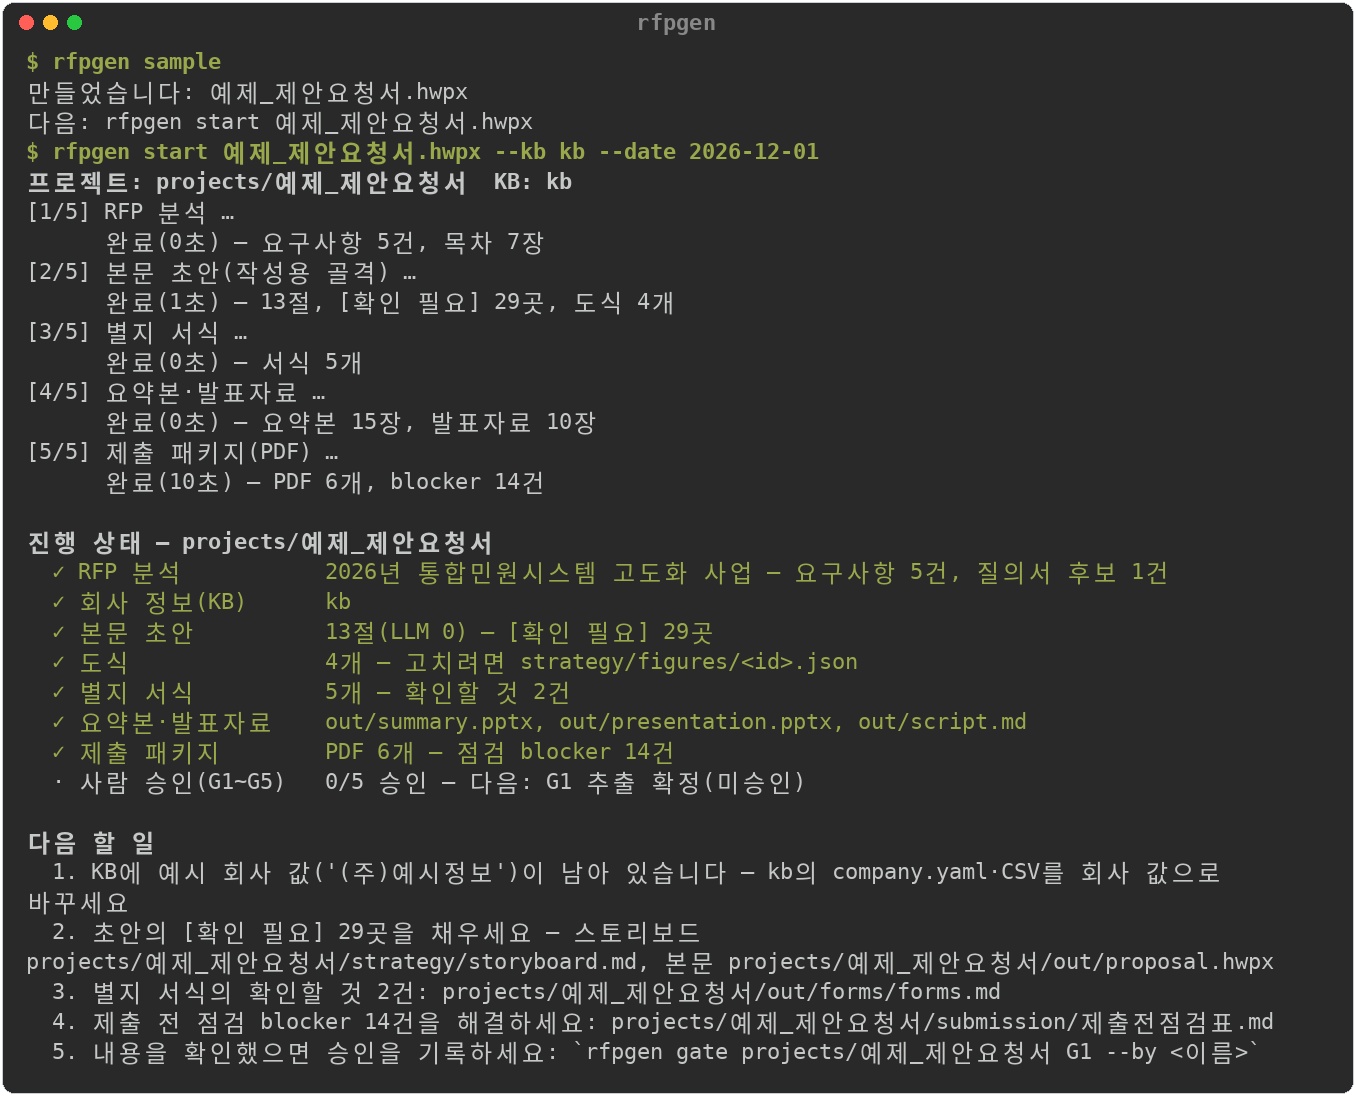 rfpgen
$ rfpgen sample
만들었습니다: 예제_제안요청서.hwpx
다음: rfpgen start 예제_제안요청서.hwpx
$ rfpgen start 예제_제안요청서.hwpx --kb kb --date 2026-12-01
프로젝트: projects/예제_제안요청서  KB: kb
[1/5] RFP 분석 …
완료(0초) — 요구사항 5건, 목차 7장
[2/5] 본문 초안(작성용 골격) …
완료(1초) — 13절, [확인 필요] 29곳, 도식 4개
[3/5] 별지 서식 …
완료(0초) — 서식 5개
[4/5] 요약본·발표자료 …
완료(0초) — 요약본 15장, 발표자료 10장
[5/5] 제출 패키지(PDF) …
완료(10초) — PDF 6개, blocker 14건
진행 상태 — projects/예제_제안요청서
✓ RFP 분석 2026년 통합민원시스템 고도화 사업 — 요구사항 5건, 질의서 후보 1건
✓ 회사 정보(KB) kb
✓ 본문 초안 13절(LLM 0) — [확인 필요] 29곳
✓ 도식 4개 — 고치려면 strategy/figures/<id>.json
✓ 별지 서식 5개 — 확인할 것 2건
✓ 요약본·발표자료 out/summary.pptx, out/presentation.pptx, out/script.md
✓ 제출 패키지 PDF 6개 — 점검 blocker 14건
· 사람 승인(G1~G5) 0/5 승인 — 다음: G1 추출 확정(미승인)
다음 할 일
1. KB에 예시 회사 값('(주)예시정보')이 남아 있습니다 — kb의 company.yaml·CSV를 회사 값으로
바꾸세요
2. 초안의 [확인 필요] 29곳을 채우세요 — 스토리보드
projects/예제_제안요청서/strategy/storyboard.md, 본문 projects/예제_제안요청서/out/proposal.hwpx
3. 별지 서식의 확인할 것 2건: projects/예제_제안요청서/out/forms/forms.md
4. 제출 전 점검 blocker 14건을 해결하세요: projects/예제_제안요청서/submission/제출전점검표.md
5. 내용을 확인했으면 승인을 기록하세요: `rfpgen gate projects/예제_제안요청서 G1 --by <이름>`